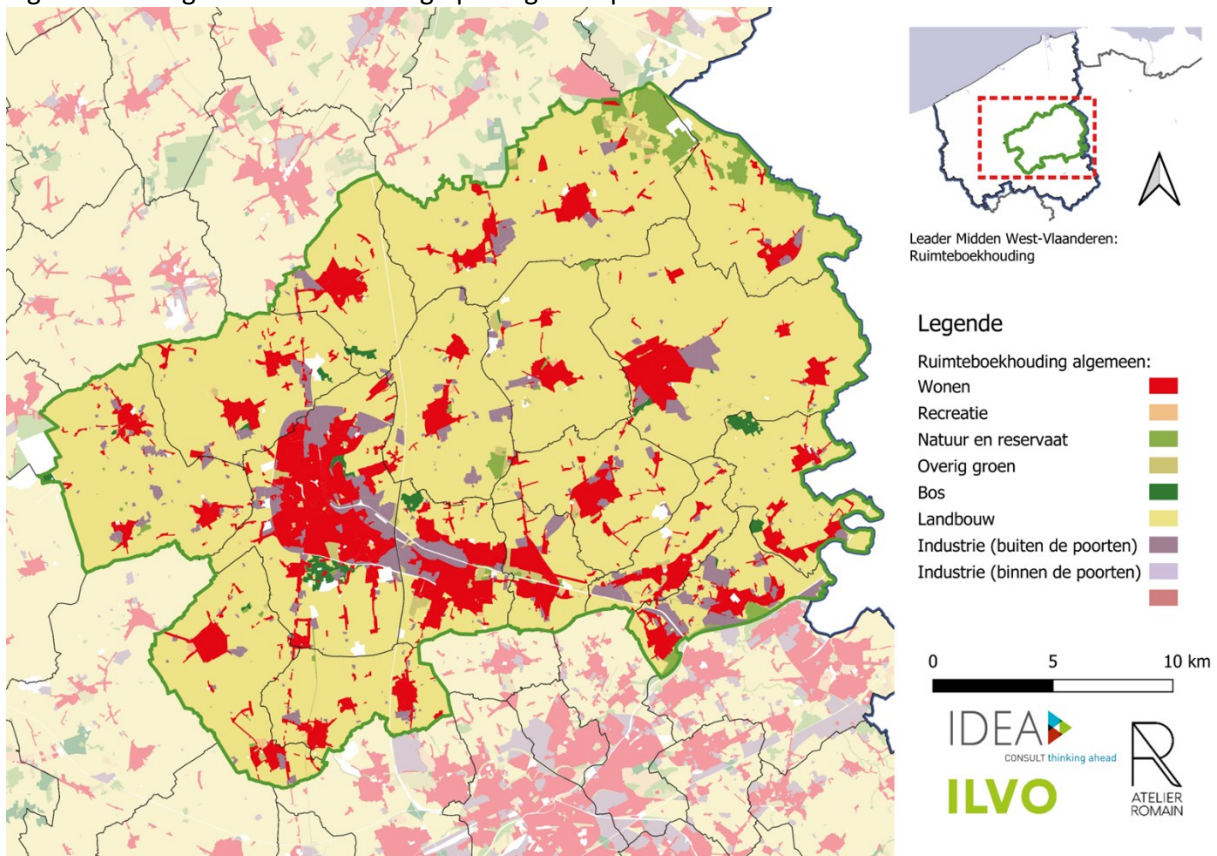 Leader Midden West-Vlaanderen:
Ruimteboekhouding
Legende
Ruimteboekhouding algemeen:
Wonen
Recreatie
Natuur en reservaat
Overig groen
Bos
Landbouw
Industrie (buiten de poorten)
Industrie (binnen de poorten)
0 5 10 km
IDEA
CONSULT thinking ahead
ILVO
R
ATELIER
ROMAIN